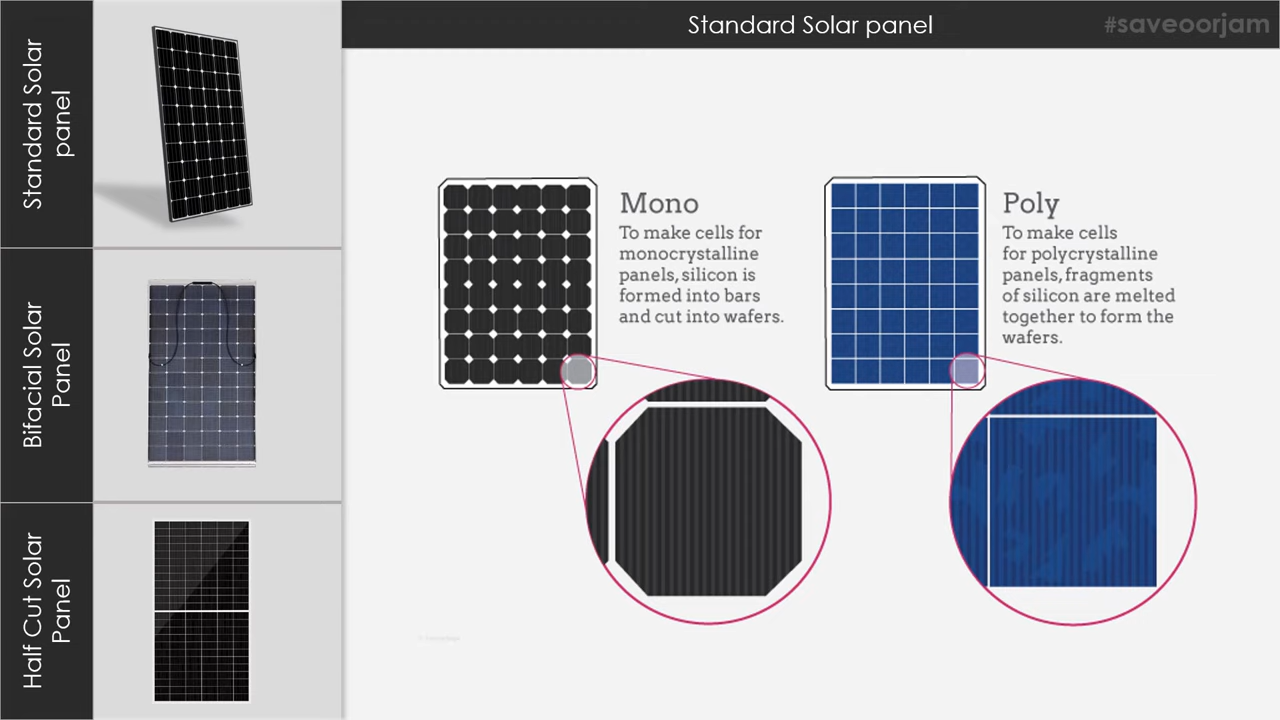 Standard Solar
panel
Bifacial Solar
Panel
Half Cut Solar
Panel
Standard Solar panel
#saveoorjam
Mono
To make cells for
monocrystalline
panels, silicon is
formed into bars
and cut into wafers.
Poly
To make cells
for polycrystalline
panels, fragments
of silicon are melted
together to form the
wafers.